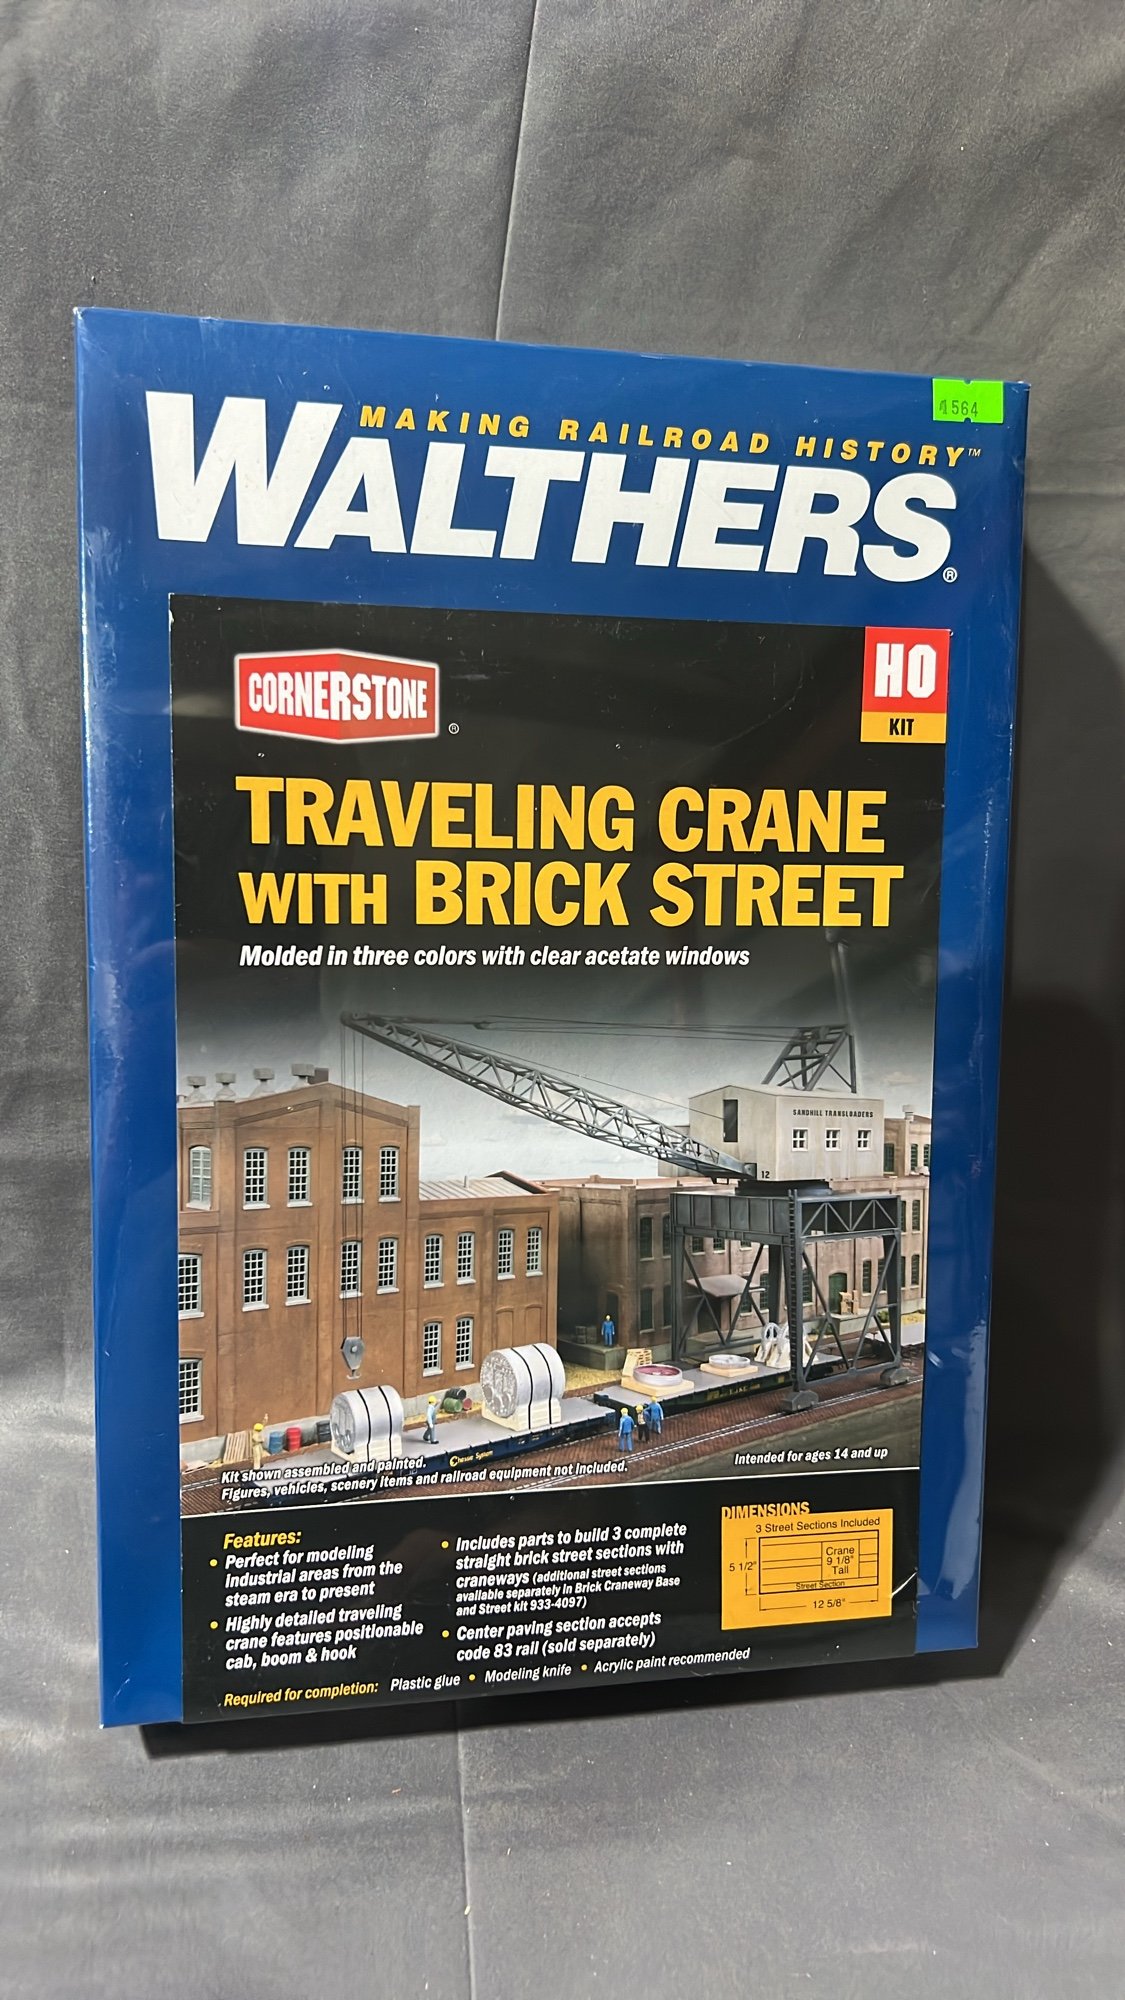 4564
MAKING RAILROAD HISTORY™
WALTHERS®
HO
KIT
CORNERSTONE®
TRAVELING CRANE
WITH BRICK STREET
Molded in three colors with clear acetate windows
SANDHILL TRANSLOADERS
12
Chessie System
Kit shown assembled and painted.
Figures, vehicles, scenery items and railroad equipment not included.
Intended for ages 14 and up
Features:
• Perfect for modeling
industrial areas from the
steam era to present
• Highly detailed traveling
crane features positionable
cab, boom & hook
• Includes parts to build 3 complete
straight brick street sections with
craneways (additional street sections
available separately in Brick Craneway Base
and Street kit 933-4097)
• Center paving section accepts
code 83 rail (sold separately)
DIMENSIONS
3 Street Sections Included
5 1/2"
Crane
9 1/8"
Tall
Street Section
12 5/8"
Required for completion: Plastic glue • Modeling knife • Acrylic paint recommended